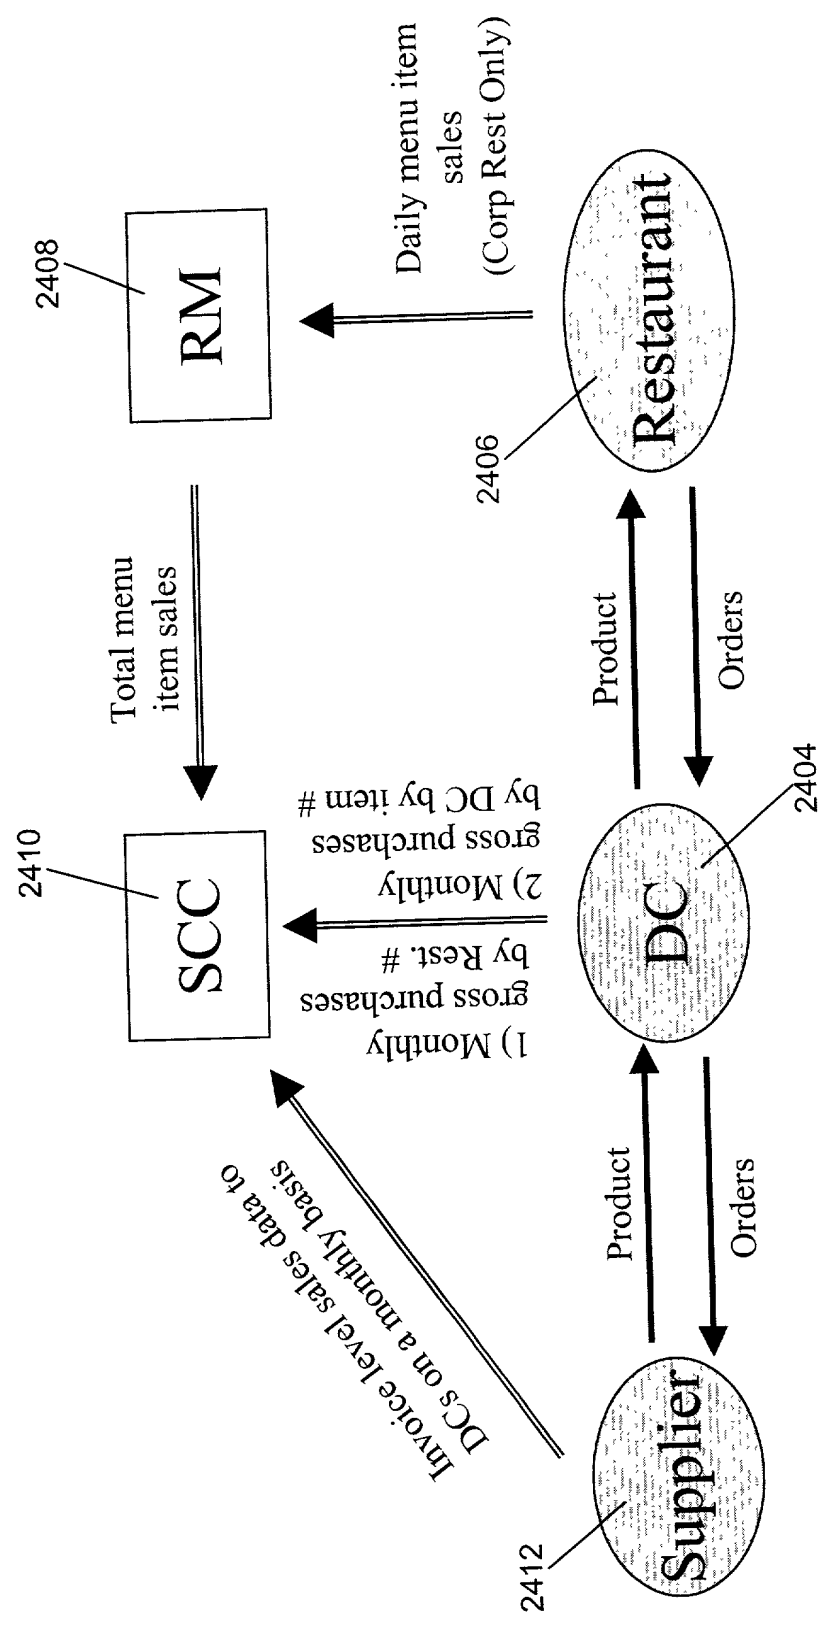 2410
SCC
Total menu
item sales
2408
RM
Invoice level sales data to
DCs on a monthly basis
1) Monthly
gross purchases
by Rest. #
2) Monthly
gross purchases
by DC by item #
Daily menu item
sales
(Corp Rest Only)
2412
Supplier
Product
Orders
DC
2404
Product
Orders
2406
Restaurant